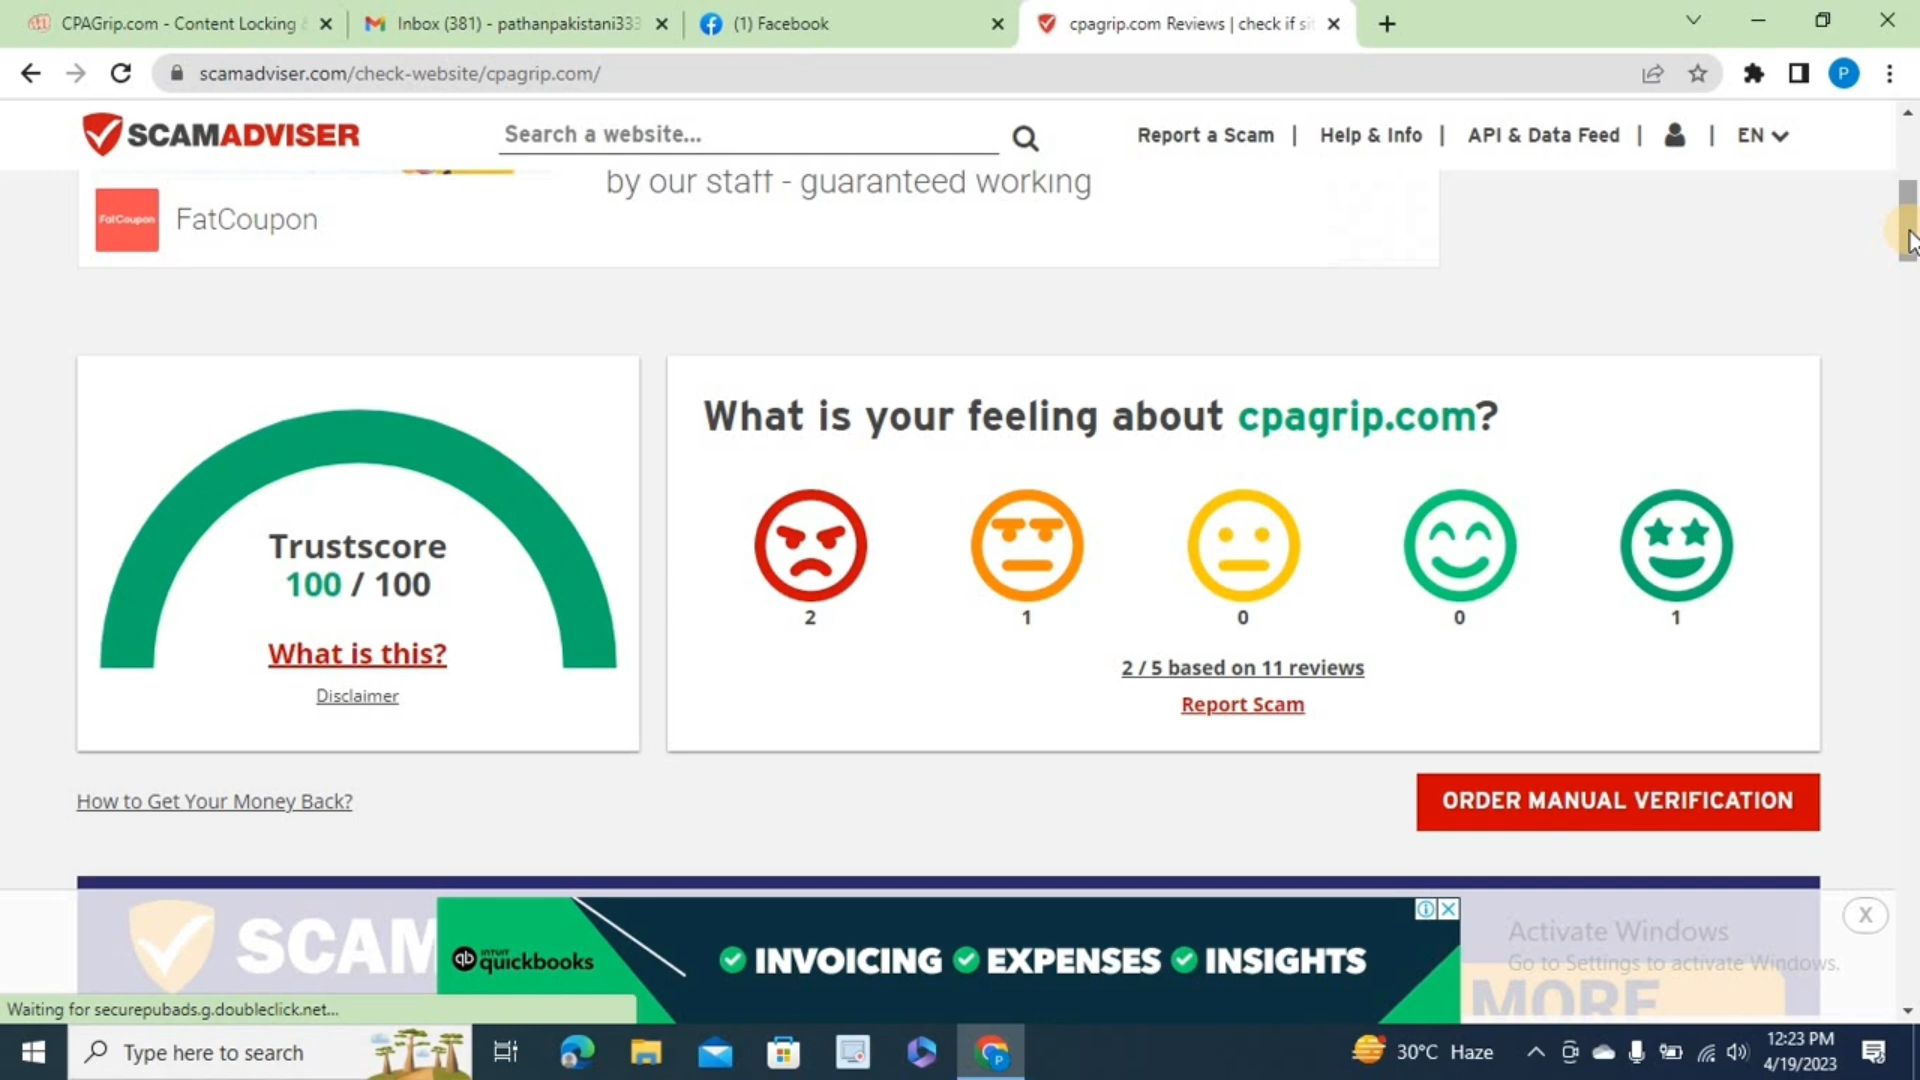 CPAGrip.com - Content Locking
Inbox (381) - pathanpakistani333
(1) Facebook
cpagrip.com Reviews | check if si
scamadviser.com/check-website/cpagrip.com/
P
SCAMADVISER
Search a website...
Report a Scam | Help & Info | API & Data Feed | | EN
by our staff - guaranteed working
FatCoupon
FatCoupon
What is your feeling about cpagrip.com?
Trustscore
100 / 100
What is this?
Disclaimer
2 1 0 0 1
2 / 5 based on 11 reviews
Report Scam
How to Get Your Money Back?
ORDER MANUAL VERIFICATION
SCAM
qb INTUIT quickbooks
INVOICING EXPENSES INSIGHTS
X
Activate Windows
Go to Settings to activate Windows.
MORE
Waiting for securepubads.g.doubleclick.net...
Type here to search
P
30°C Haze
12:23 PM
4/19/2023